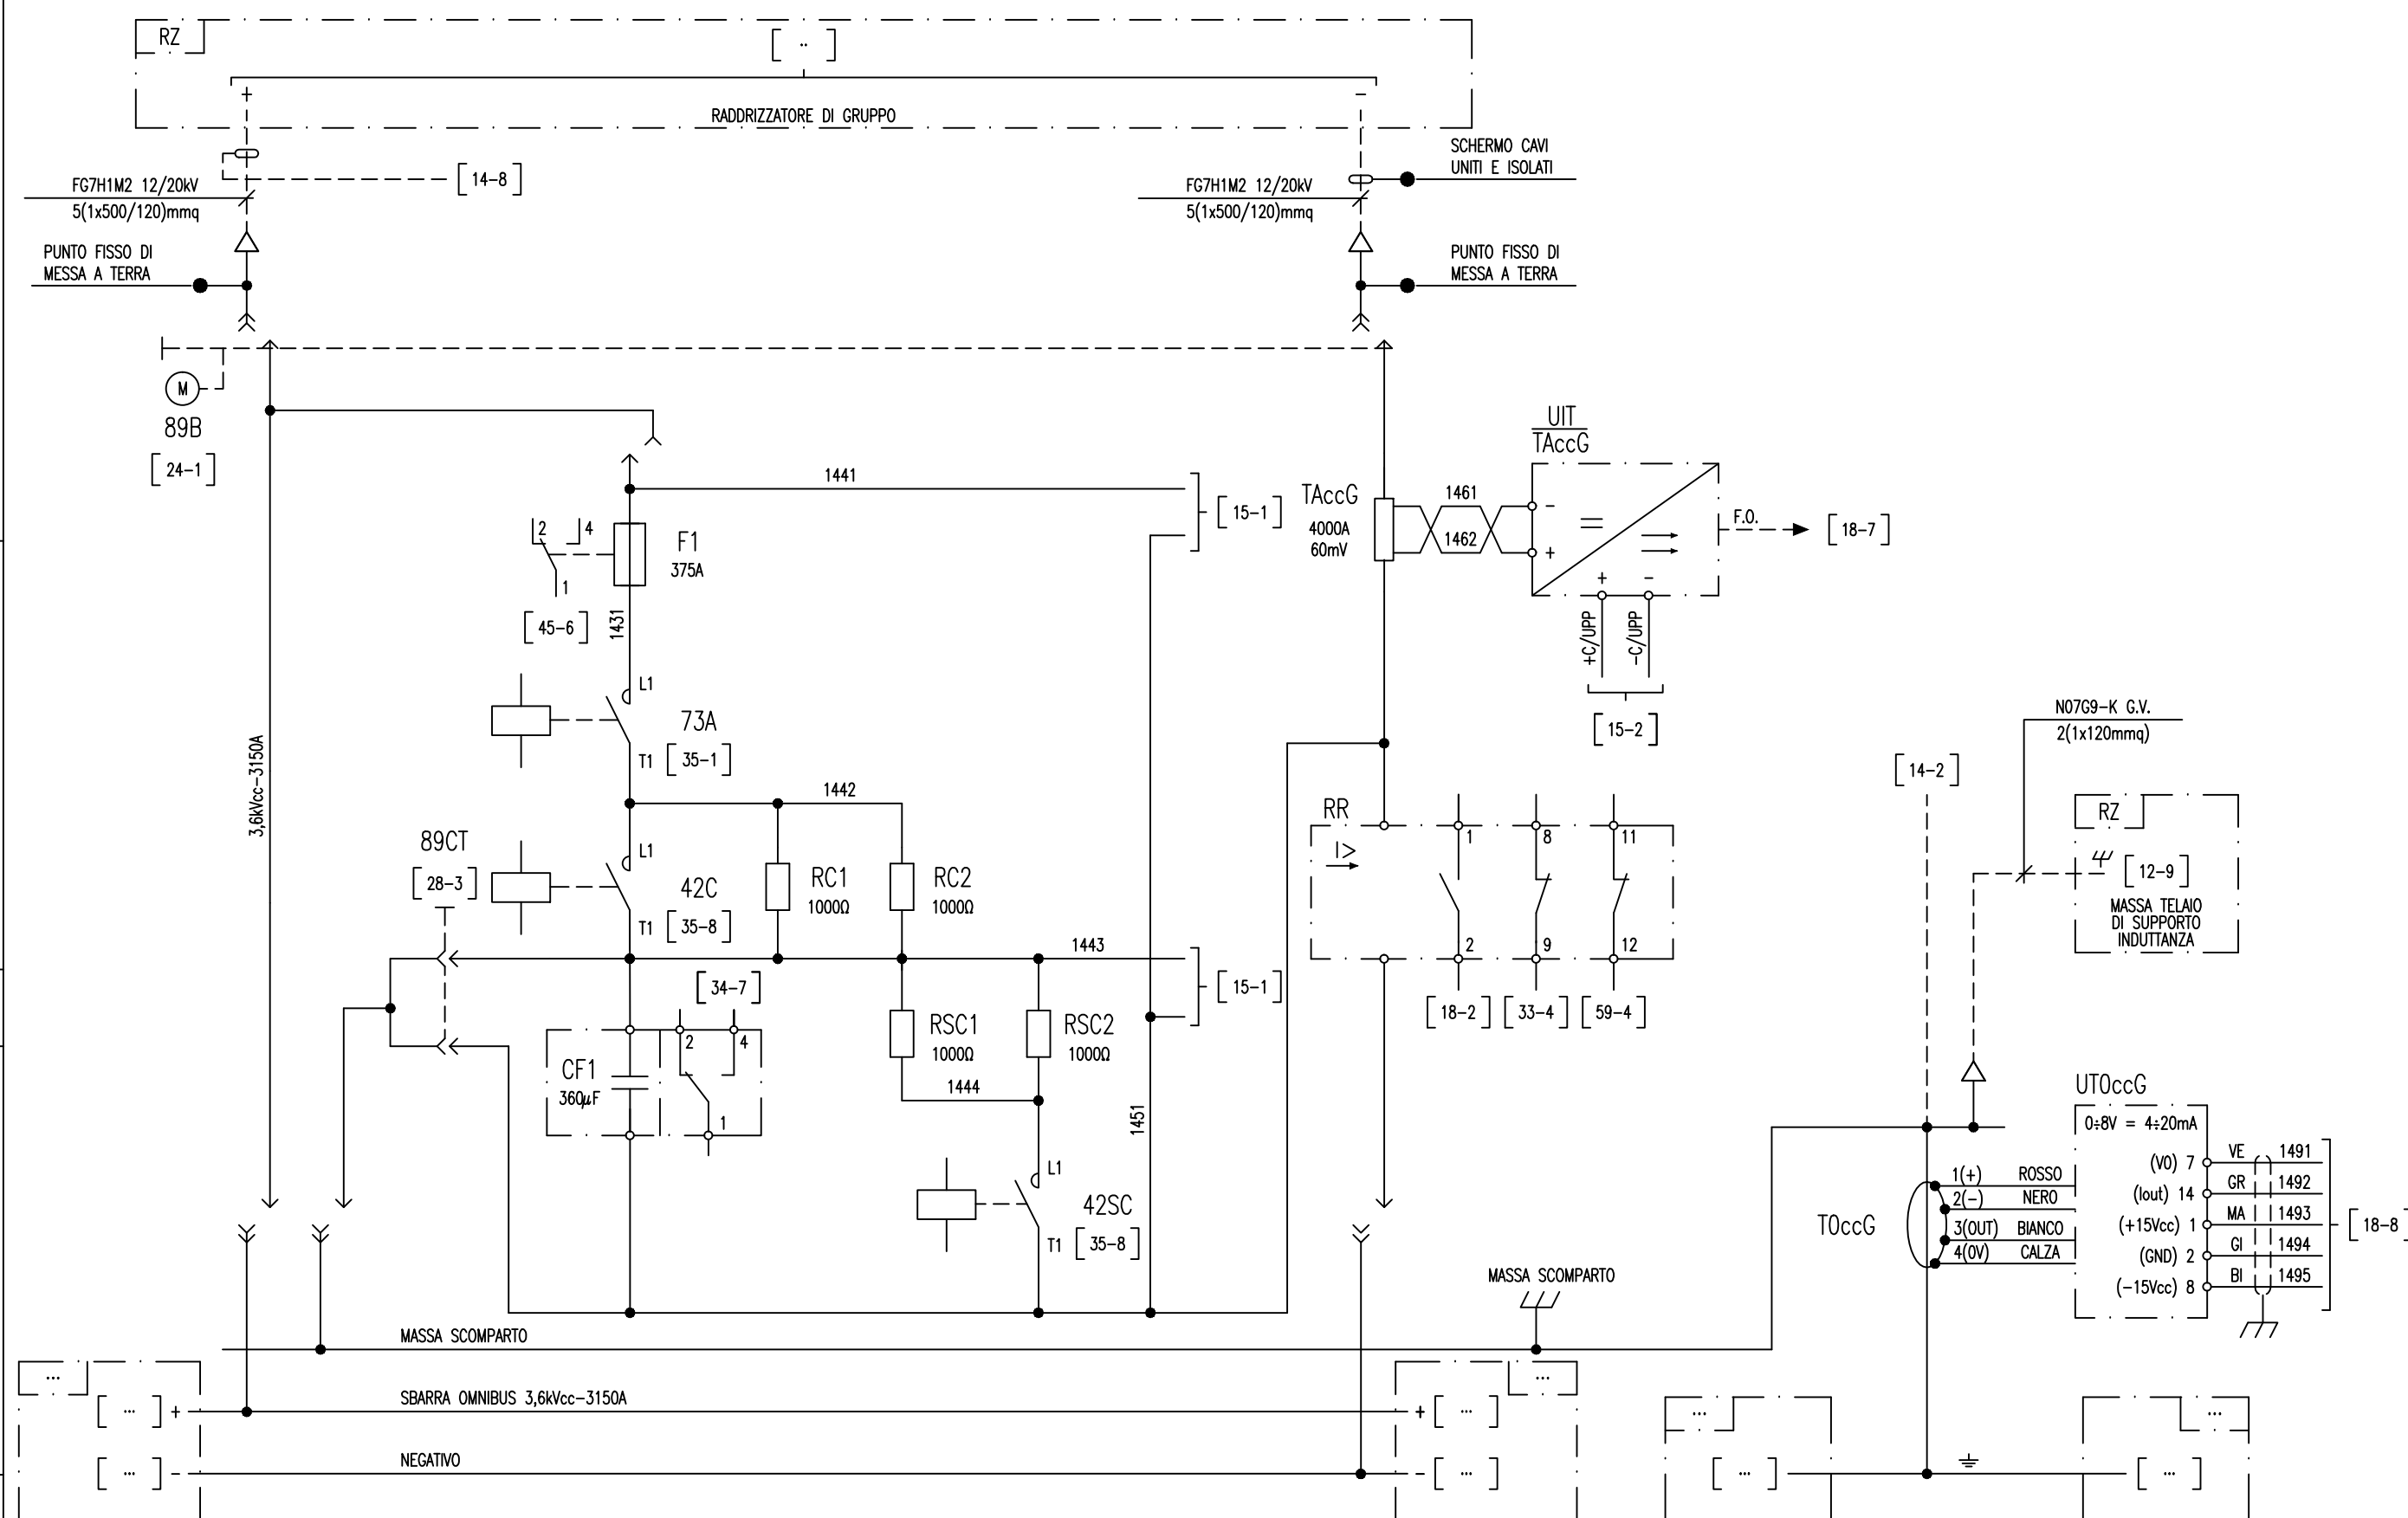 RZ
[ ·· ]
+
−
RADDRIZZATORE DI GRUPPO
SCHERMO CAVI
UNITI E ISOLATI
[ 14-8 ]
FG7H1M2 12/20kV
5(1x500/120)mmq
FG7H1M2 12/20kV
5(1x500/120)mmq
PUNTO FISSO DI
MESSA A TERRA
PUNTO FISSO DI
MESSA A TERRA
M
89B
[ 24-1 ]
UIT
TAccG
1441
[ 15-1 ]
TAccG
4000A
60mV
1461
1462
−
+
F.O.
[ 18-7 ]
2
4
1
F1
375A
[ 45-6 ]
1431
+
−
+C/UPP
-C/UPP
[ 15-2 ]
L1
73A
T1
[ 35-1 ]
3,6kVcc-3150A
1442
N07G9-K G.V.
2(1x120mmq)
[ 14-2 ]
RZ
[ 12-9 ]
MASSA TELAIO
DI SUPPORTO
INDUTTANZA
RR
I>
1
8
11
2
9
12
[ 18-2 ]
[ 33-4 ]
[ 59-4 ]
89CT
[ 28-3 ]
L1
42C
T1
[ 35-8 ]
RC1
1000Ω
RC2
1000Ω
1443
[ 15-1 ]
[ 34-7 ]
2
4
1
CF1
360µF
RSC1
1000Ω
RSC2
1000Ω
1444
1451
L1
42SC
T1
[ 35-8 ]
UTOccG
0÷8V = 4÷20mA
TOccG
1(+) ROSSO
2(-) NERO
3(OUT) BIANCO
4(0V) CALZA
(V0) 7
(Iout) 14
(+15Vcc) 1
(GND) 2
(-15Vcc) 8
VE 1491
GR 1492
MA 1493
GI 1494
BI 1495
[ 18-8
MASSA SCOMPARTO
MASSA SCOMPARTO
...
[ ... ] +
SBARRA OMNIBUS 3,6kVcc-3150A
+ [ ... ]
...
[ ... ] −
NEGATIVO
− [ ... ]
...
[ ... ]
...
[ ... ]